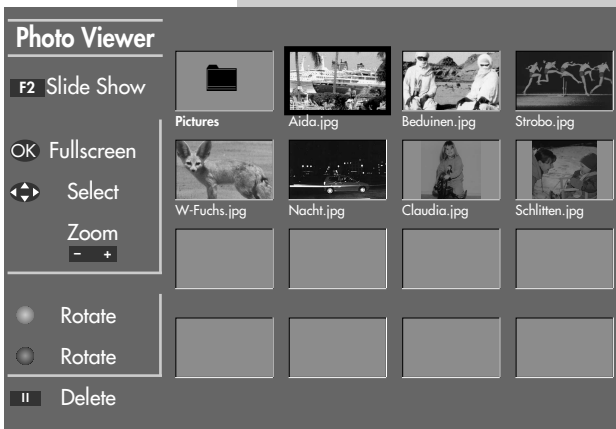 Photo Viewer
F2 Slide Show
OK Fullscreen
Select
Zoom
- +
Rotate
Rotate
II Delete
Pictures Aida.jpg Beduinen.jpg Strobo.jpg
W-Fuchs.jpg Nacht.jpg Claudia.jpg Schlitten.jpg